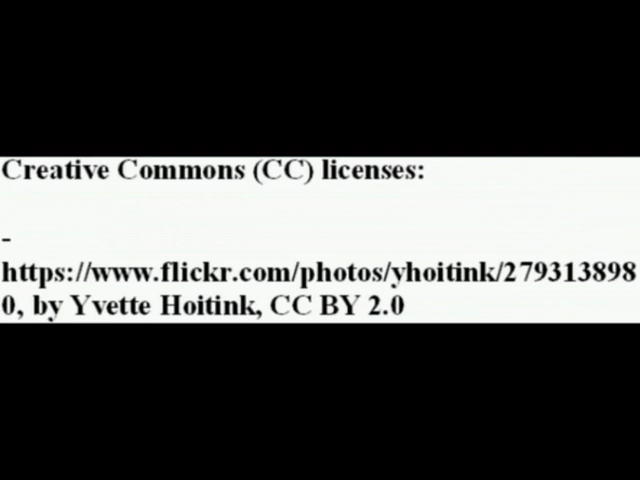 Creative Commons (CC) licenses:
-
https://www.flickr.com/photos/yhoitink/279313898
0, by Yvette Hoitink, CC BY 2.0